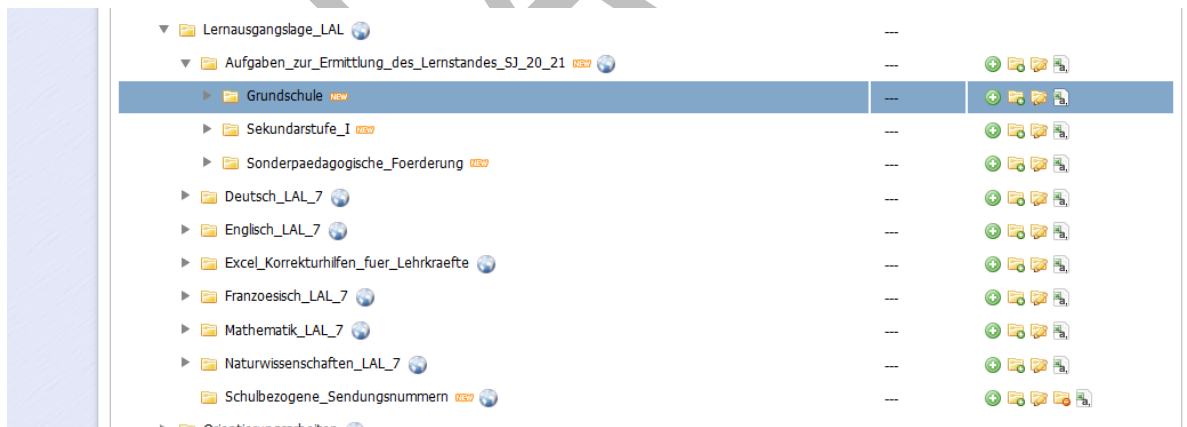 Lernausgangslage_LAL ---
Aufgaben_zur_Ermittlung_des_Lernstandes_SJ_20_21 NEW ---
Grundschule NEW ---
Sekundarstufe_I NEW ---
Sonderpaedagogische_Foerderung NEW ---
Deutsch_LAL_7 ---
Englisch_LAL_7 ---
Excel_Korrekturhilfen_fuer_Lehrkraefte ---
Franzoesisch_LAL_7 ---
Mathematik_LAL_7 ---
Naturwissenschaften_LAL_7 ---
Schulbezogene_Sendungsnummern NEW ---